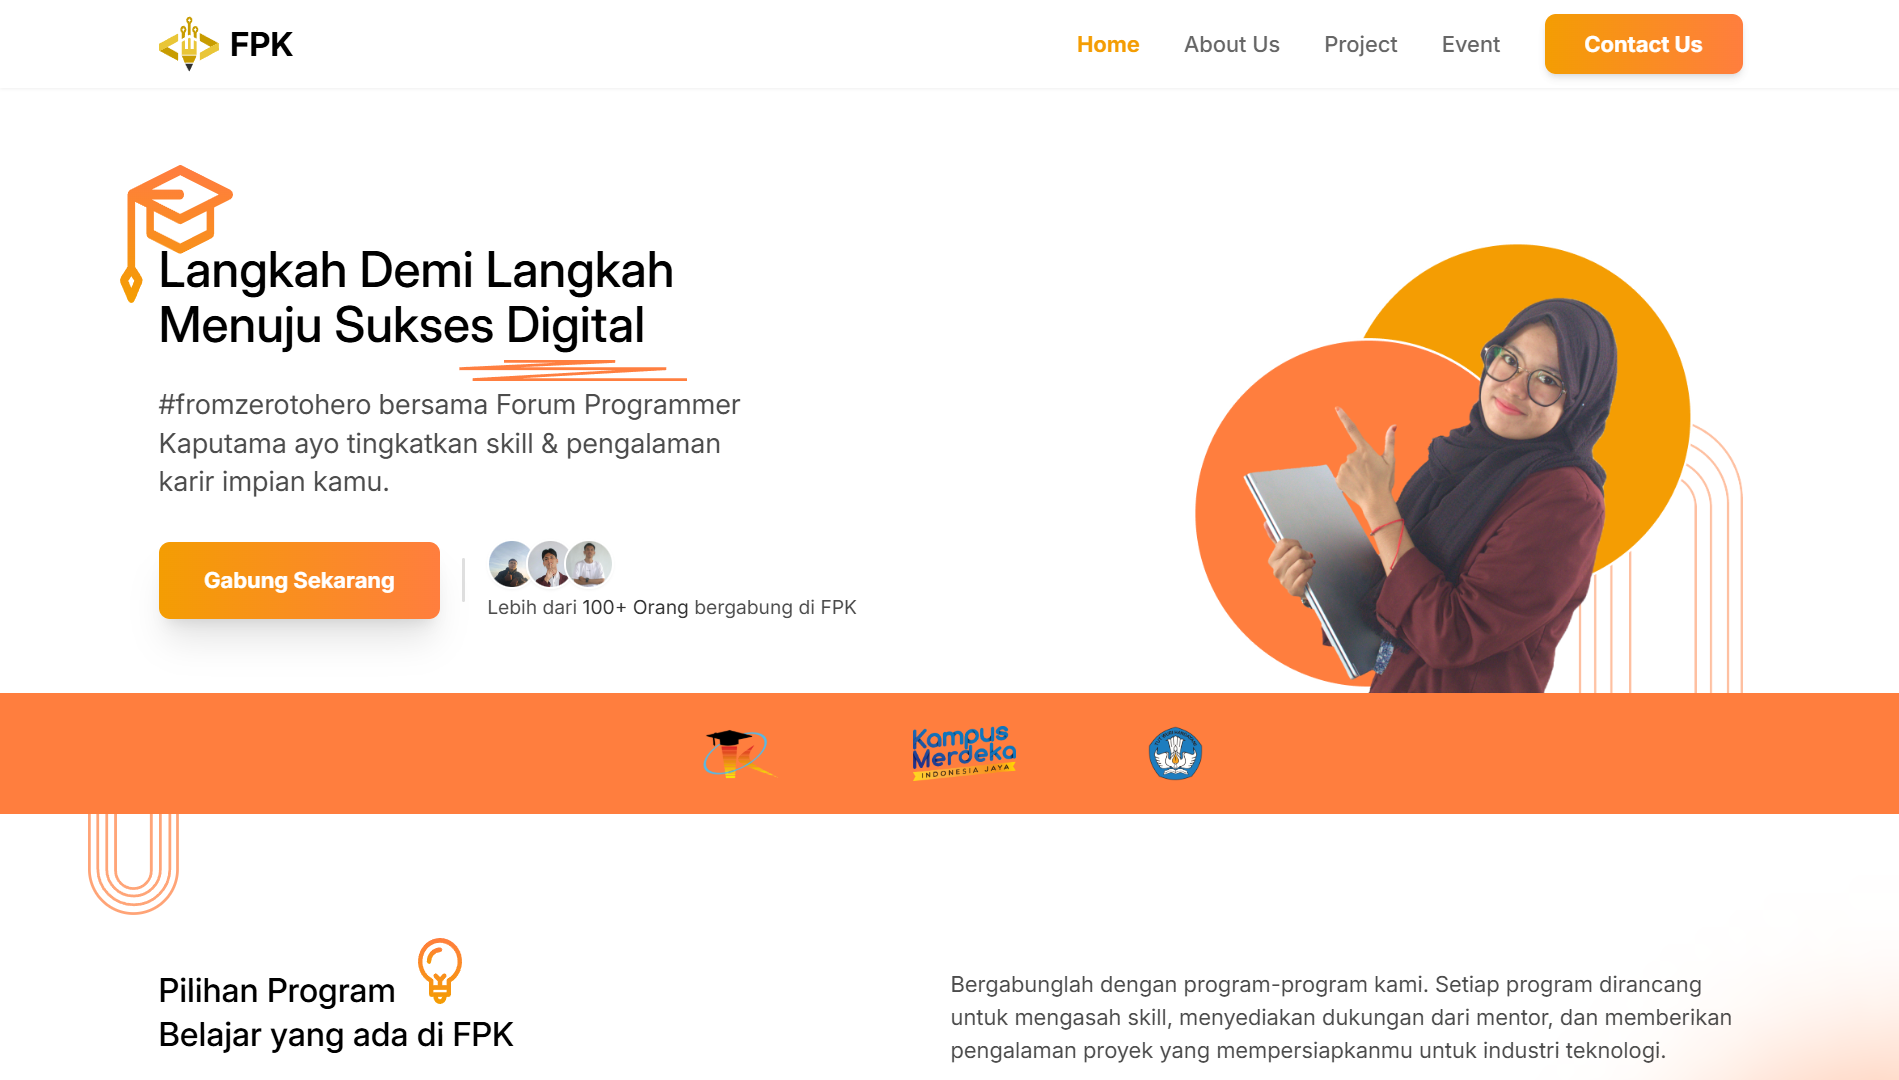 FPK
Home
About Us
Project
Event
Contact Us
Langkah Demi Langkah
Menuju Sukses Digital
#fromzerotohero bersama Forum Programmer
Kaputama ayo tingkatkan skill & pengalaman
karir impian kamu.
Gabung Sekarang
Lebih dari 100+ Orang bergabung di FPK
Kampus
Merdeka
INDONESIA JAYA
Pilihan Program
Belajar yang ada di FPK
Bergabunglah dengan program-program kami. Setiap program dirancang
untuk mengasah skill, menyediakan dukungan dari mentor, dan memberikan
pengalaman proyek yang mempersiapkanmu untuk industri teknologi.